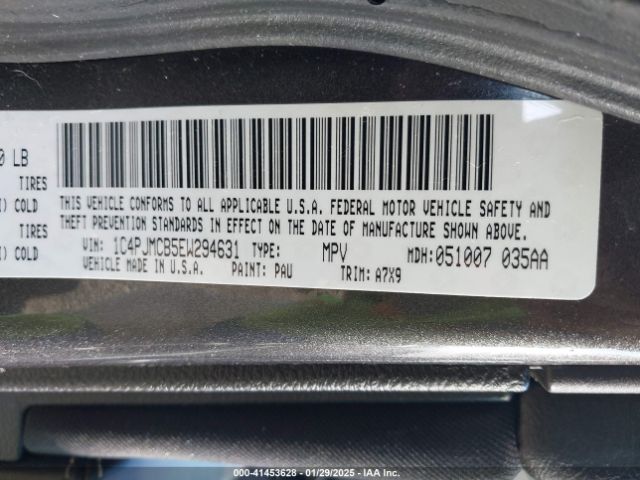 0 LB
TIRES
) COLD
TIRES
) COLD
THIS VEHICLE CONFORMS TO ALL APPLICABLE U.S.A. FEDERAL MOTOR VEHICLE SAFETY AND
THEFT PREVENTION STANDARDS IN EFFECT ON THE DATE OF MANUFACTURE SHOWN ABOVE.
VIN: 1C4PJMCB5EW294631 TYPE: MPV MDH:051007 035AA
VEHICLE MADE IN U.S.A. PAINT: PAU TRIM: A7X9
000-41453628 - 01/29/2025 - IAA Inc.